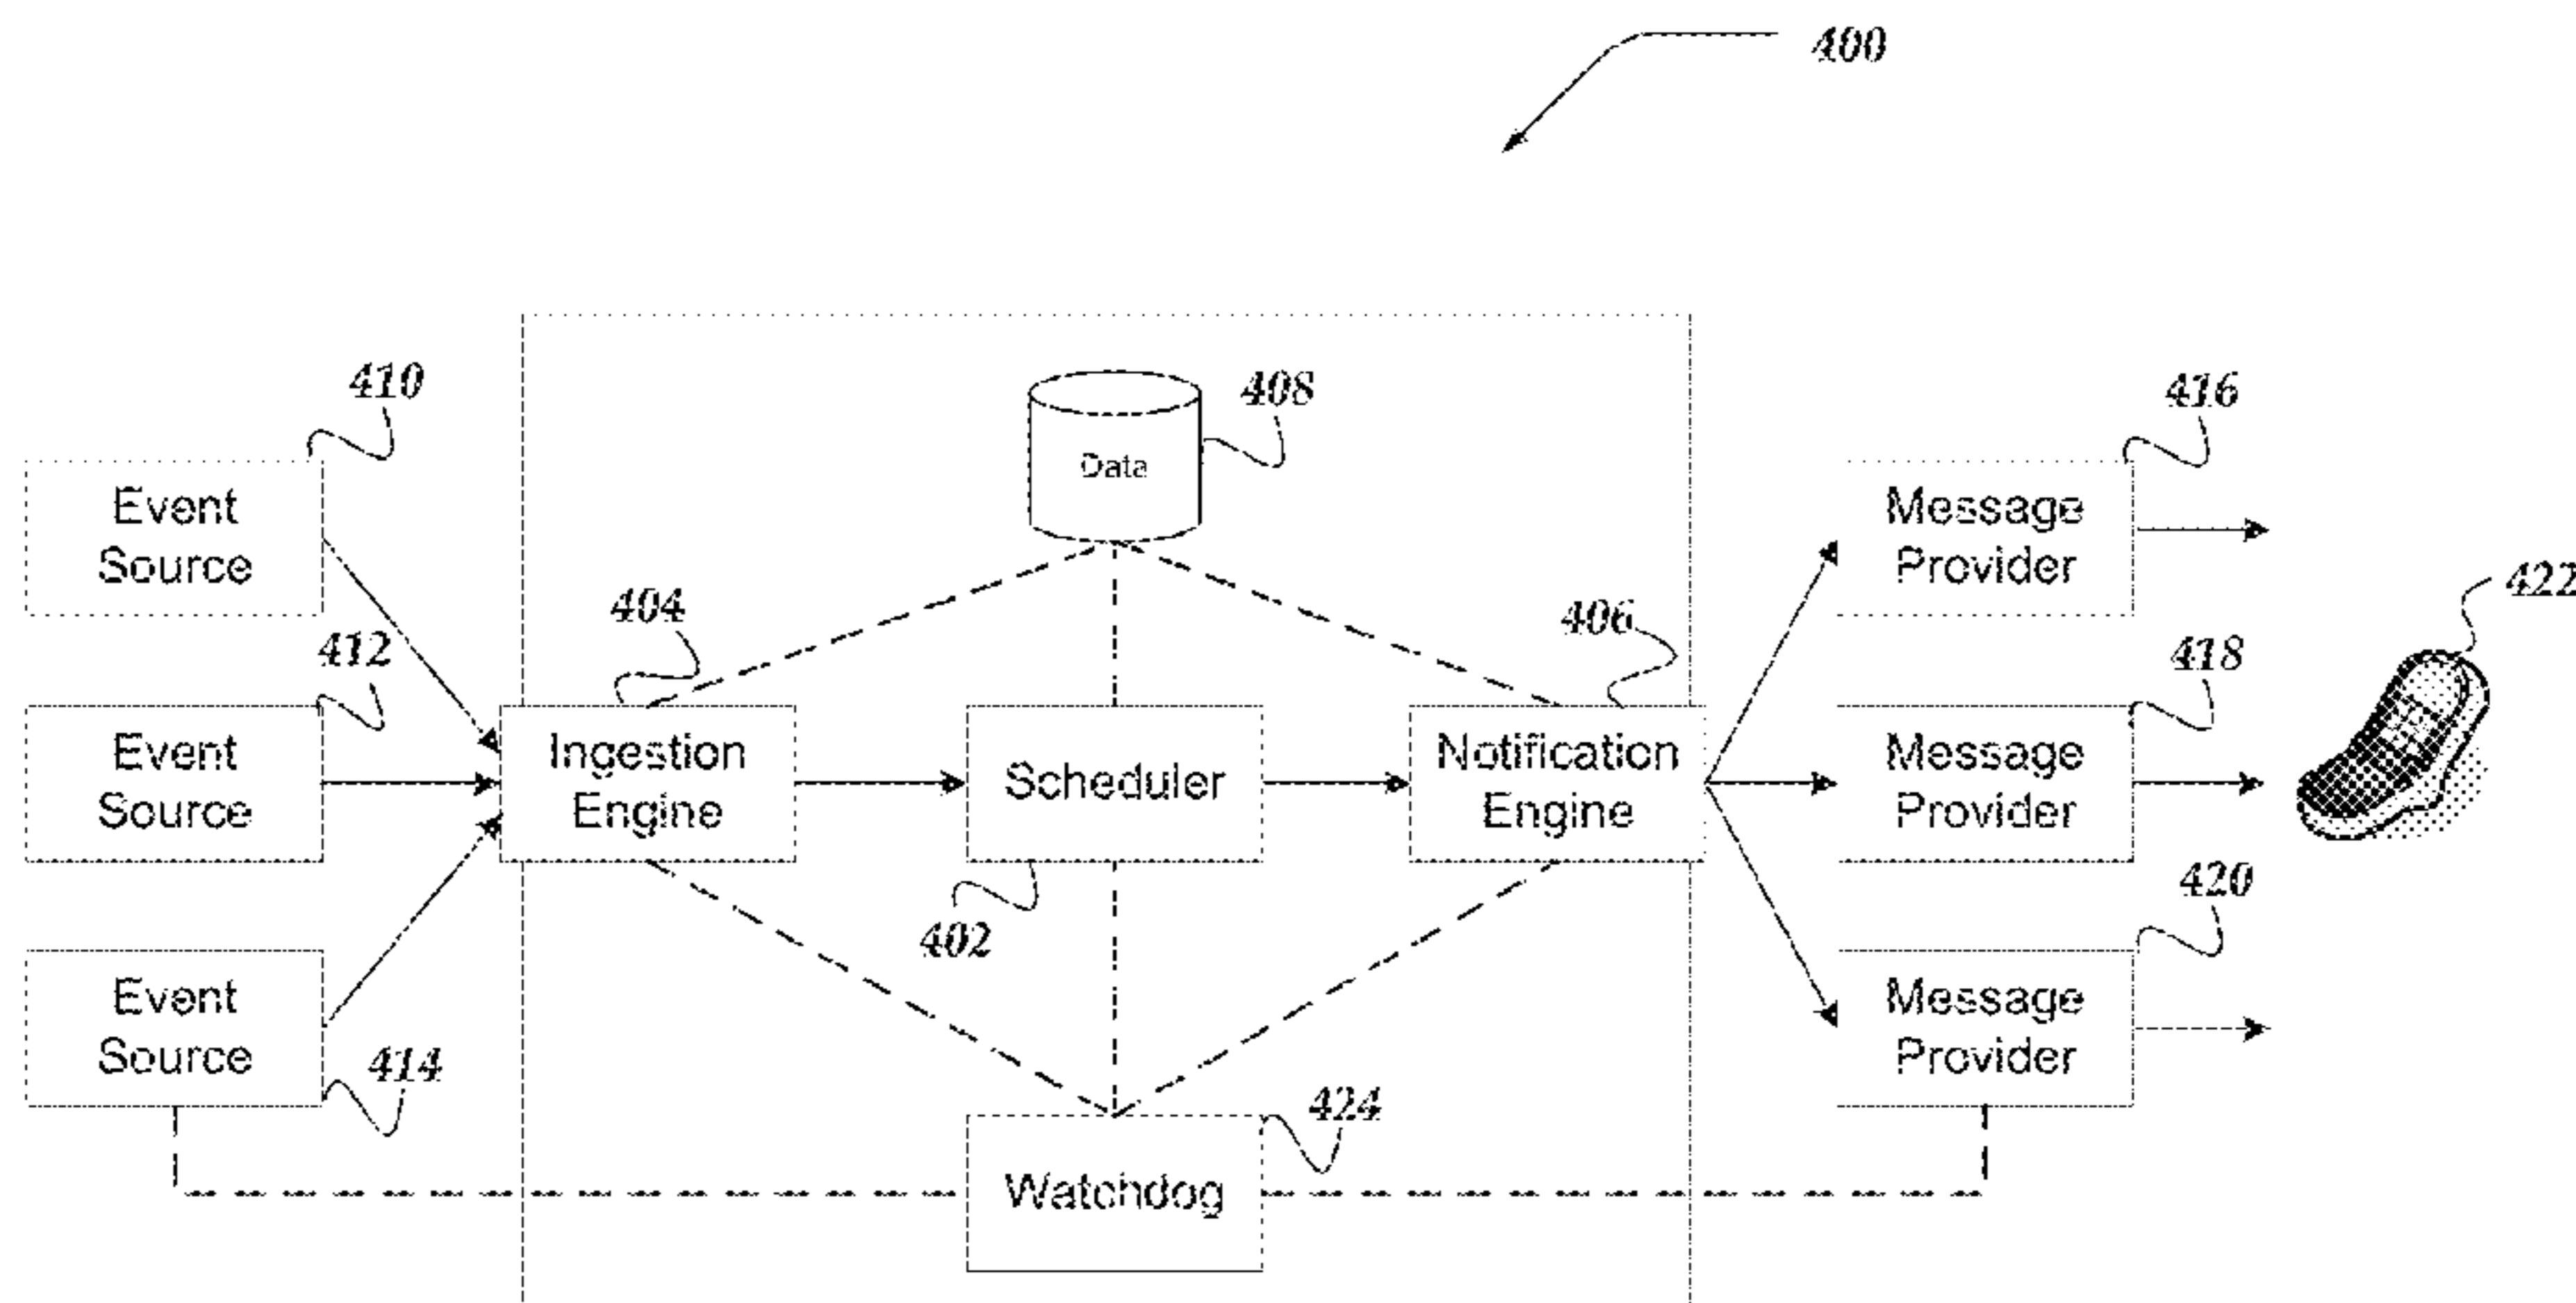 400
410
408
416
Event
Source
Data
Message
Provider
422
404
406
412
418
Event
Source
Ingestion
Engine
Scheduler
Notification
Engine
Message
Provider
402
420
Event
Source
414
Message
Provider
424
Watchdog